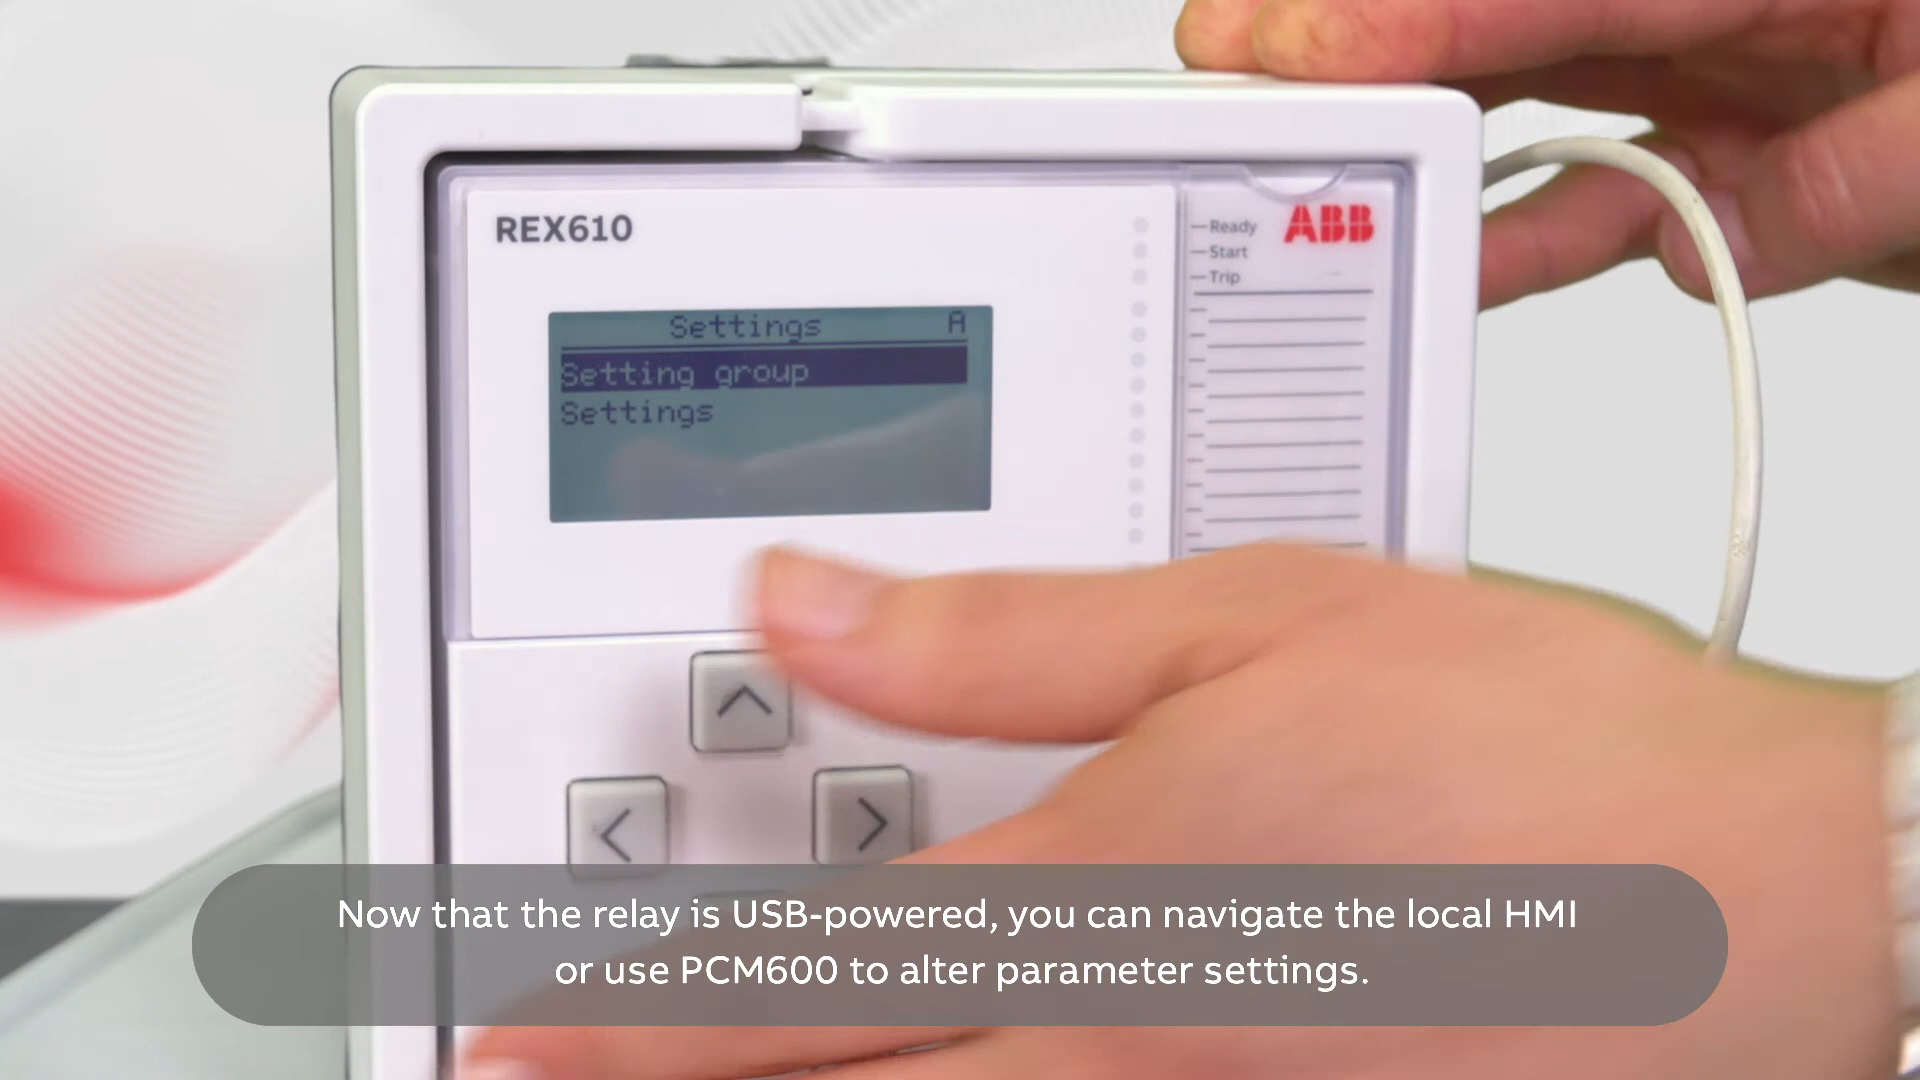 REX610
ABB
Ready
Start
Trip
Settings A
Setting group
Settings
Now that the relay is USB-powered, you can navigate the local HMI
or use PCM600 to alter parameter settings.